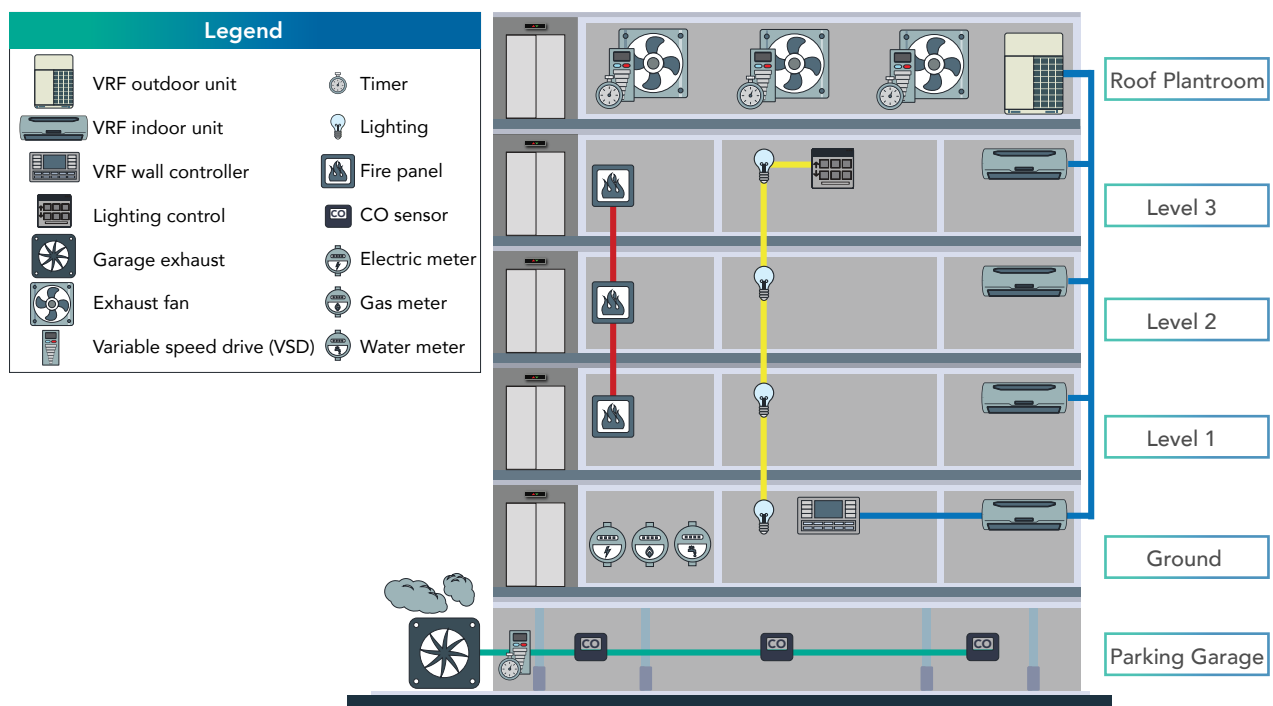 Legend
VRF outdoor unit
VRF indoor unit
VRF wall controller
Lighting control
Garage exhaust
Exhaust fan
Variable speed drive (VSD)
Timer
Lighting
Fire panel
CO sensor
Electric meter
Gas meter
Water meter
CO
Roof Plantroom
Level 3
Level 2
Level 1
Ground
Parking Garage
CO
CO
CO